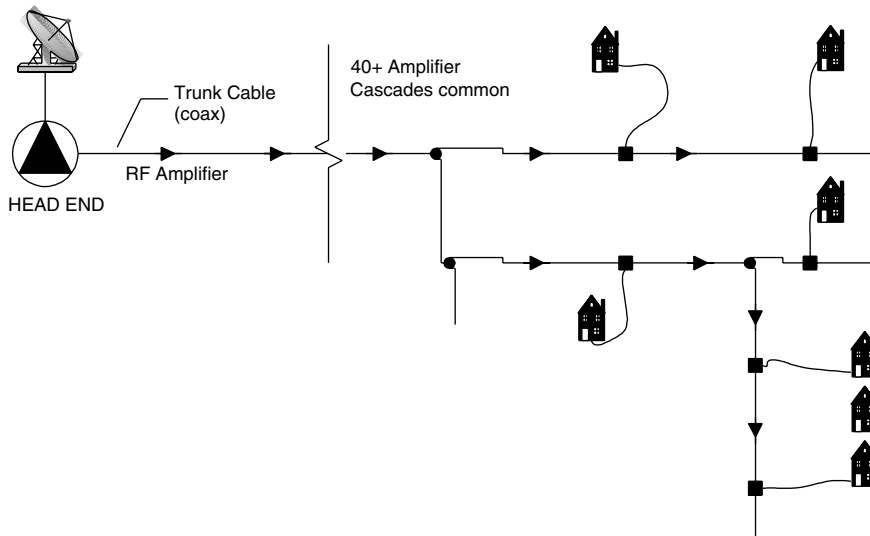 40+ Amplifier
Cascades common
Trunk Cable
(coax)
RF Amplifier
HEAD END